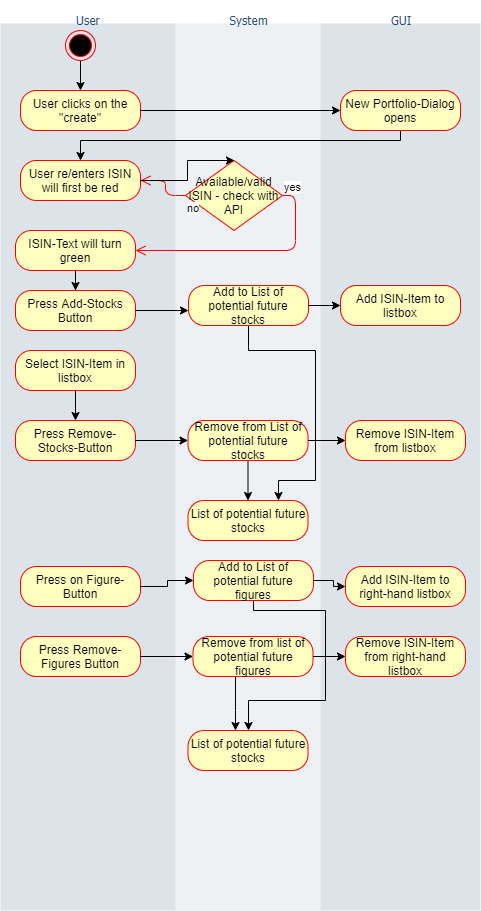 User
System
GUI
User clicks on the
"create"
New Portfolio-Dialog
opens
User re/enters ISIN
will first be red
Available/valid
ISIN - check with
API
yes
no
ISIN-Text will turn
green
Press Add-Stocks
Button
Add to List of
potential future
stocks
Add ISIN-Item to
listbox
Select ISIN-Item in
listbox
Press Remove-
Stocks-Button
Remove from List of
potential future
stocks
Remove ISIN-Item
from listbox
List of potential future
stocks
Press on Figure-
Button
Add to List of
potential future
figures
Add ISIN-Item to
right-hand listbox
Press Remove-
Figures Button
Remove from list of
potential future
figures
Remove ISIN-Item
from right-hand
listbox
List of potential future
stocks